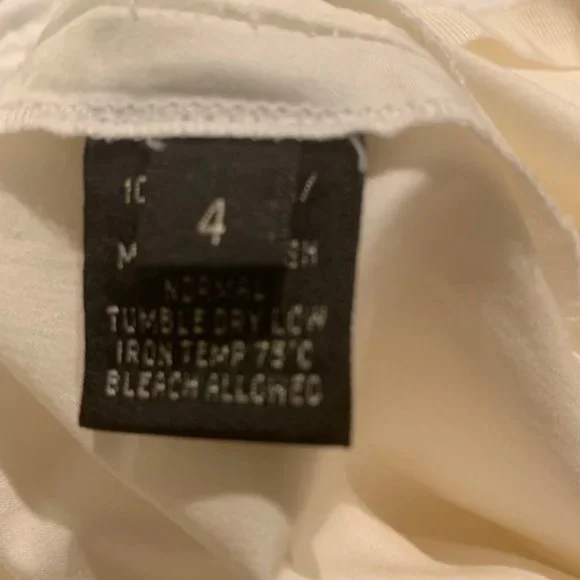 4
NORMAL
TUMBLE DRY LOW
IRON TEMP 75°C
BLEACH ALLOWED